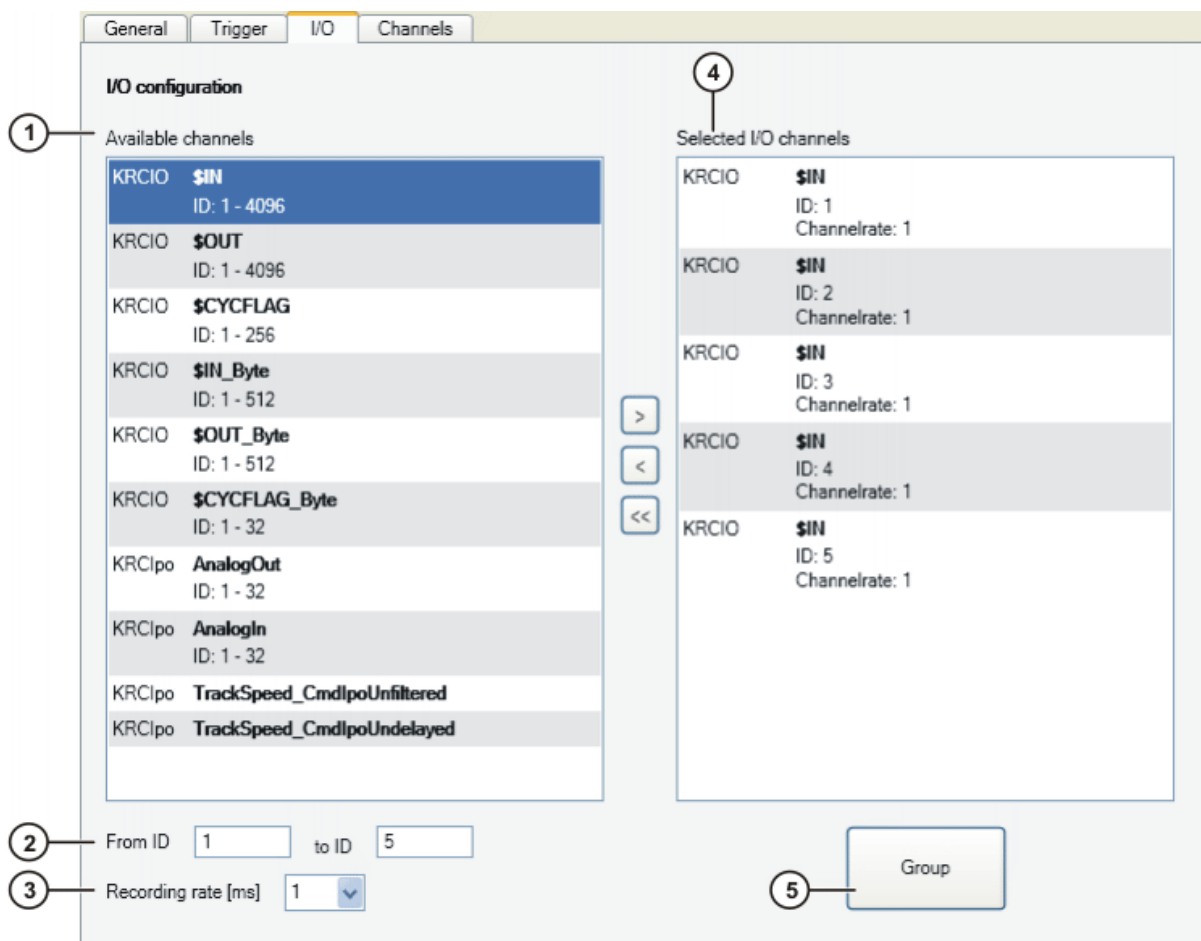 General Trigger I/O Channels
I/O configuration
4
1
Available channels
Selected I/O channels
KRCIO $IN
ID: 1 - 4096
KRCIO $OUT
ID: 1 - 4096
KRCIO $CYCFLAG
ID: 1 - 256
KRCIO $IN_Byte
ID: 1 - 512
KRCIO $OUT_Byte
ID: 1 - 512
KRCIO $CYCFLAG_Byte
ID: 1 - 32
KRCIpo AnalogOut
ID: 1 - 32
KRCIpo AnalogIn
ID: 1 - 32
KRCIpo TrackSpeed_CmdIpoUnfiltered
KRCIpo TrackSpeed_CmdIpoUndelayed
>
<
<<
KRCIO $IN
ID: 1
Channelrate: 1
KRCIO $IN
ID: 2
Channelrate: 1
KRCIO $IN
ID: 3
Channelrate: 1
KRCIO $IN
ID: 4
Channelrate: 1
KRCIO $IN
ID: 5
Channelrate: 1
2
From ID 1 to ID 5
3
Recording rate [ms] 1
Group
5